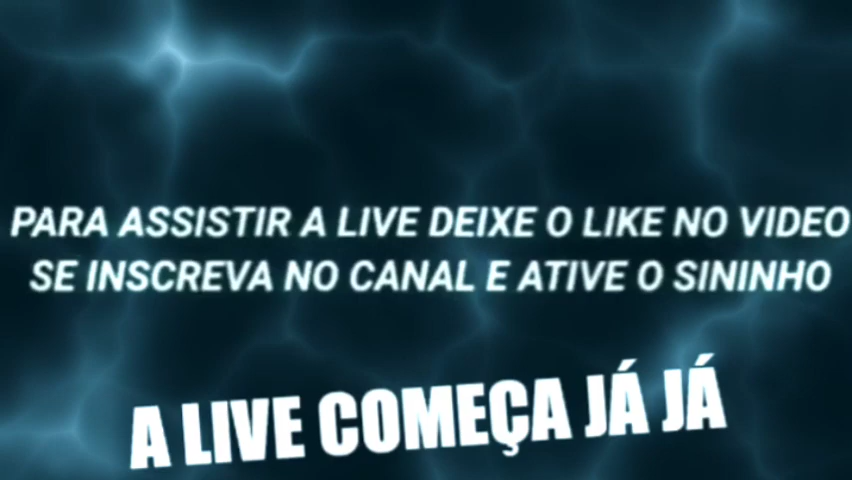 PARA ASSISTIR A LIVE DEIXE O LIKE NO VIDEO
SE INSCREVA NO CANAL E ATIVE O SININHO
A LIVE COMEÇA JÁ JÁ